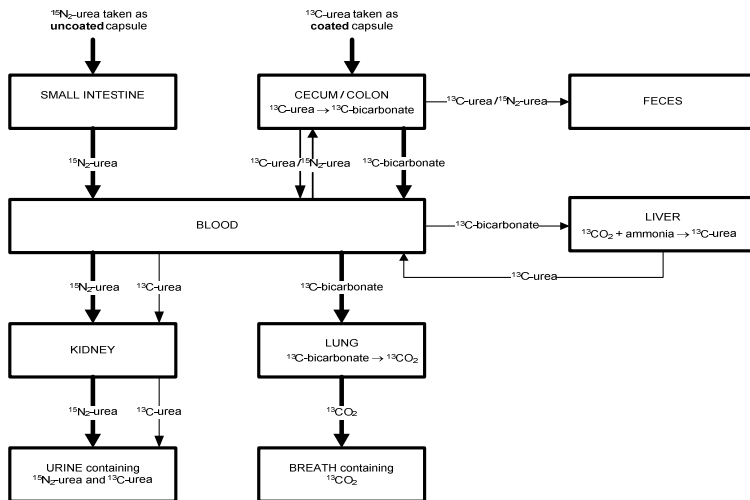 ¹⁵N₂-urea taken as
uncoated capsule
¹³C-urea taken as
coated capsule
SMALL INTESTINE
CECUM / COLON
¹³C-urea → ¹³C-bicarbonate
¹³C-urea /¹⁵N₂-urea
FECES
¹⁵N₂-urea
¹³C-urea /¹⁵N₂-urea
¹³C-bicarbonate
BLOOD
¹³C-bicarbonate
LIVER
¹³CO₂ + ammonia → ¹³C-urea
¹³C-urea
¹⁵N₂-urea
¹³C-urea
¹³C-bicarbonate
KIDNEY
LUNG
¹³C-bicarbonate → ¹³CO₂
¹⁵N₂-urea
¹³C-urea
¹³CO₂
URINE containing
¹⁵N₂-urea and ¹³C-urea
BREATH containing
¹³CO₂